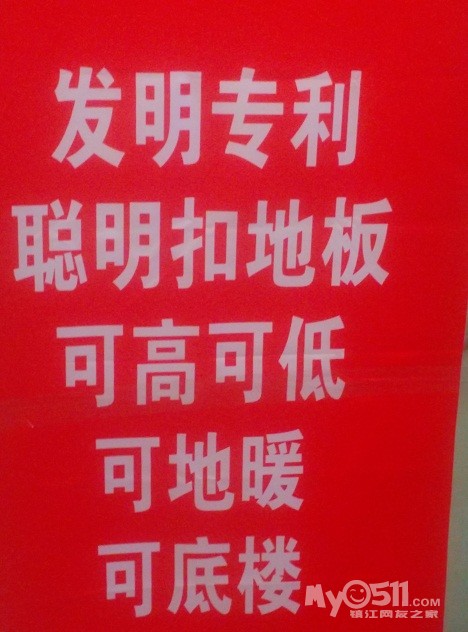 发明专利
聪明扣地板
可高可低
可地暖
可底楼
My0511.com
镇江网友之家